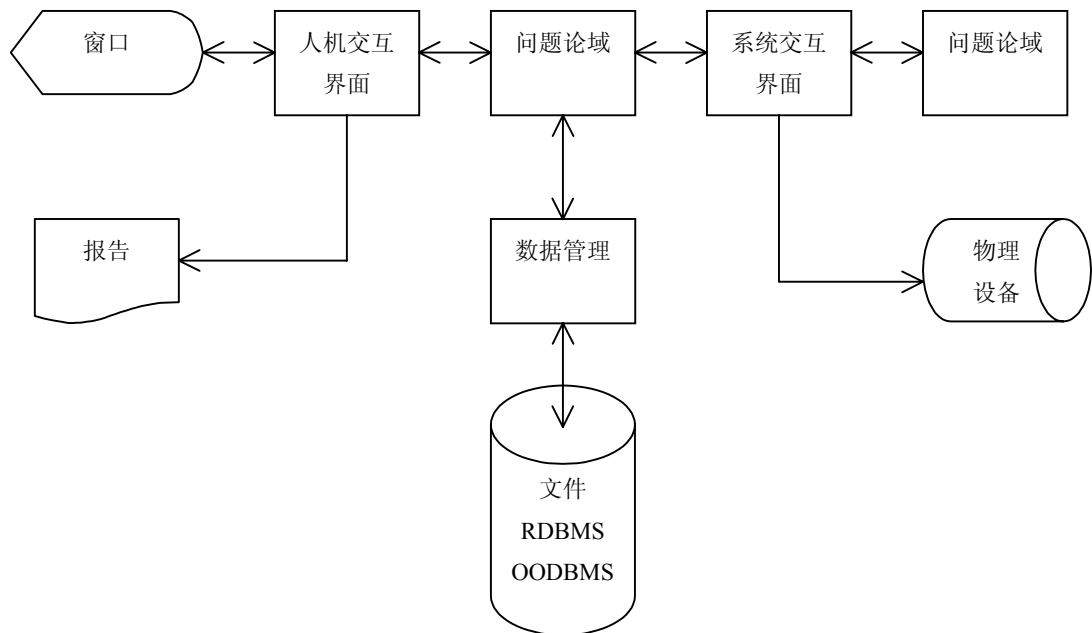 窗口
人机交互
界面
问题论域
系统交互
界面
问题论域
报告
数据管理
物理
设备
文件
RDBMS
OODBMS